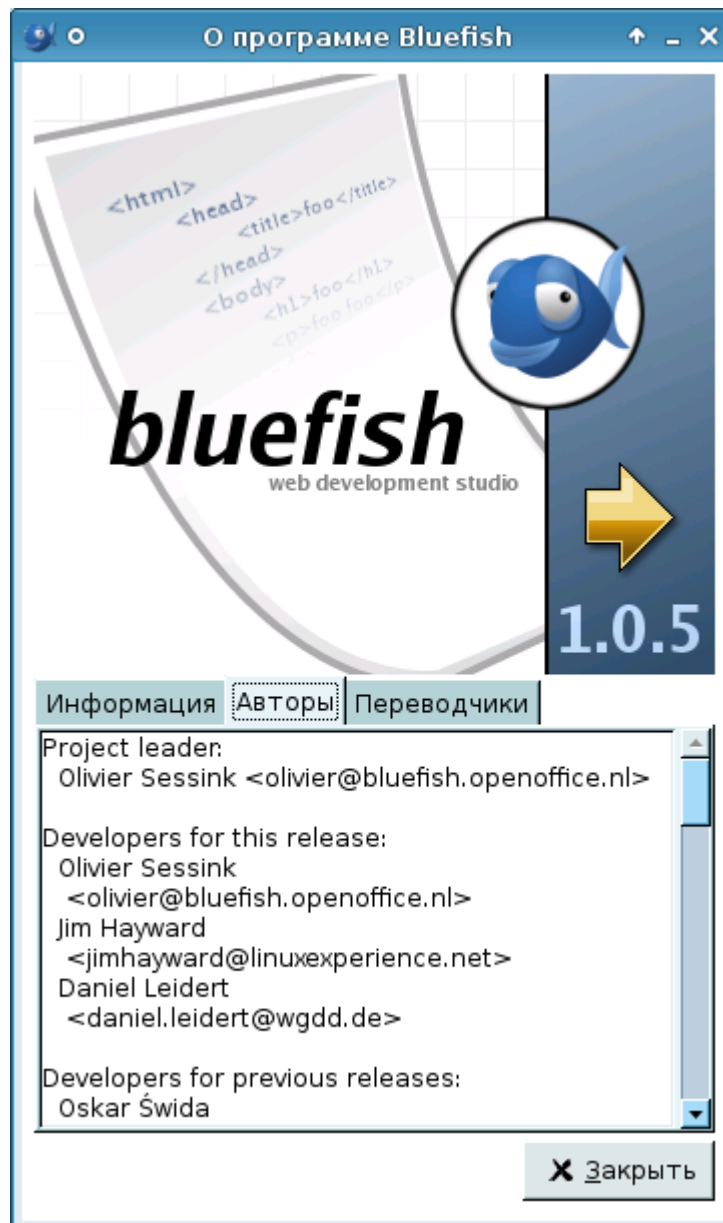 О программе Bluefish
<html>
<head>
<title>foo</title>
</head>
<body>
<h1>foo</h1>
<p>foo foo</p>
bluefish
web development studio
1.0.5
Информация Авторы Переводчики
Project leader:
Olivier Sessink <olivier@bluefish.openoffice.nl>
Developers for this release:
Olivier Sessink
<olivier@bluefish.openoffice.nl>
Jim Hayward
<jimhayward@linuxexperience.net>
Daniel Leidert
<daniel.leidert@wgdd.de>
Developers for previous releases:
Oskar Świda
Закрыть